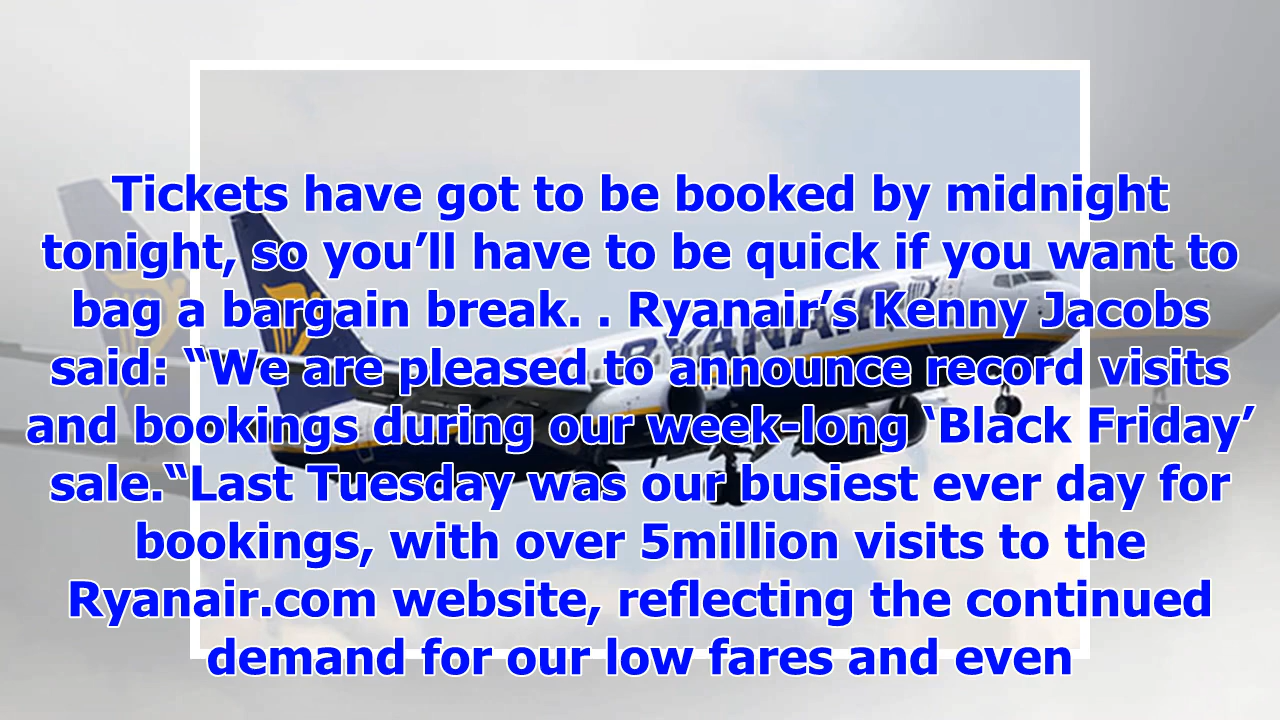 Tickets have got to be booked by midnight
tonight, so you’ll have to be quick if you want to
bag a bargain break. . Ryanair’s Kenny Jacobs
said: “We are pleased to announce record visits
and bookings during our week-long ‘Black Friday’
sale.“Last Tuesday was our busiest ever day for
bookings, with over 5million visits to the
Ryanair.com website, reflecting the continued
demand for our low fares and even
RYANAIR